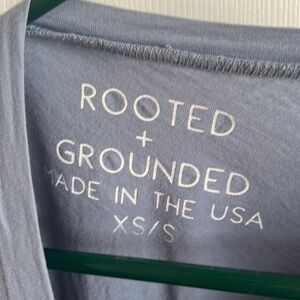 ROOTED
+
GROUNDED
MADE IN THE USA
XS/S